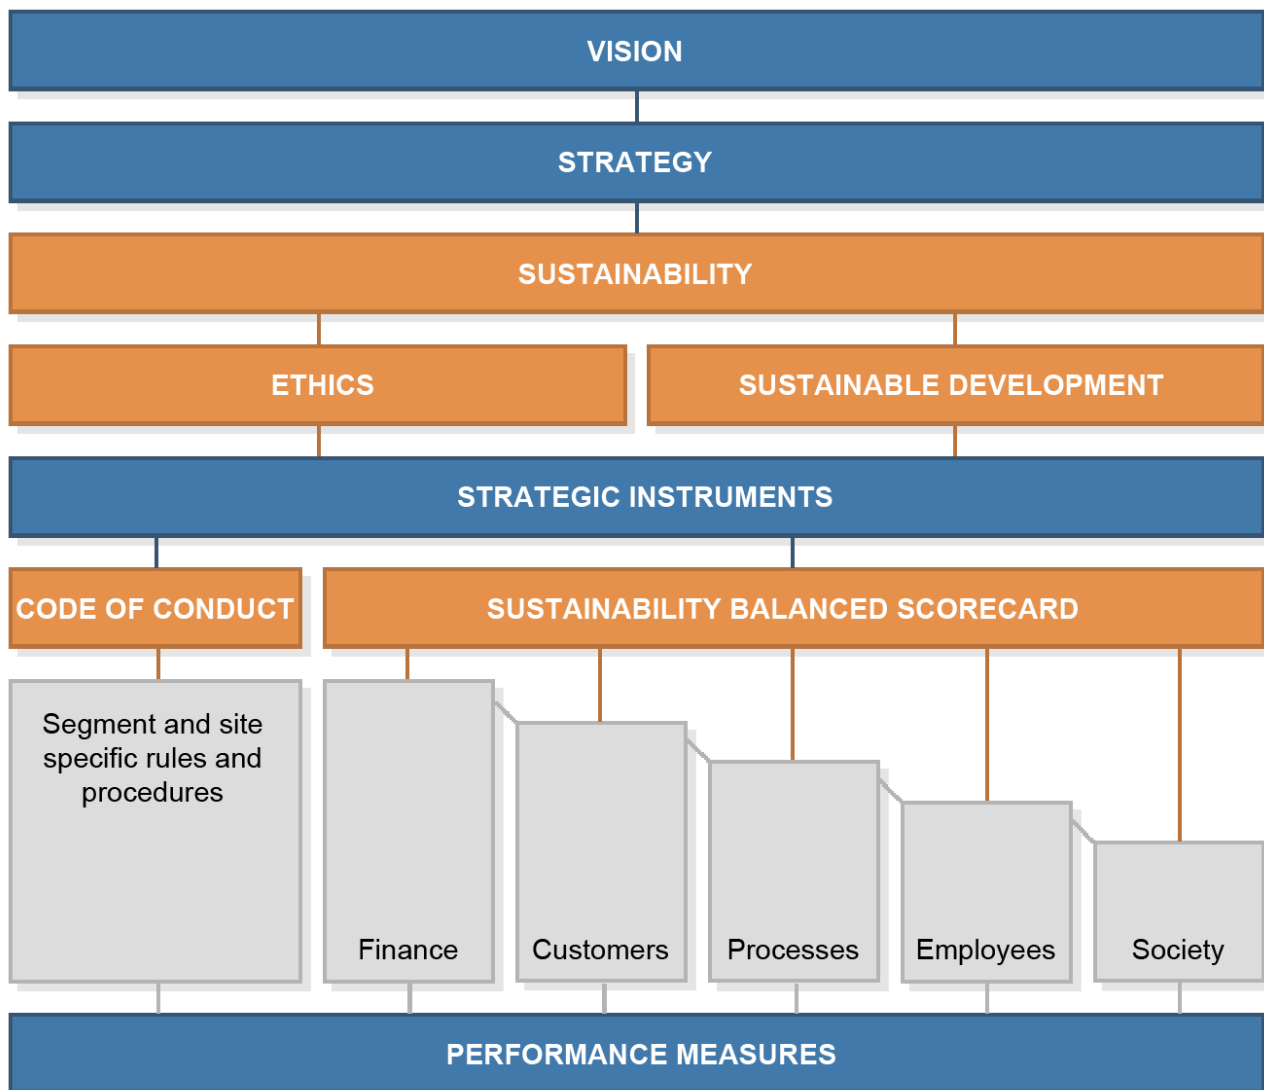 VISION
STRATEGY
SUSTAINABILITY
ETHICS
SUSTAINABLE DEVELOPMENT
STRATEGIC INSTRUMENTS
CODE OF CONDUCT
SUSTAINABILITY BALANCED SCORECARD
Segment and site
specific rules and
procedures
Finance
Customers
Processes
Employees
Society
PERFORMANCE MEASURES